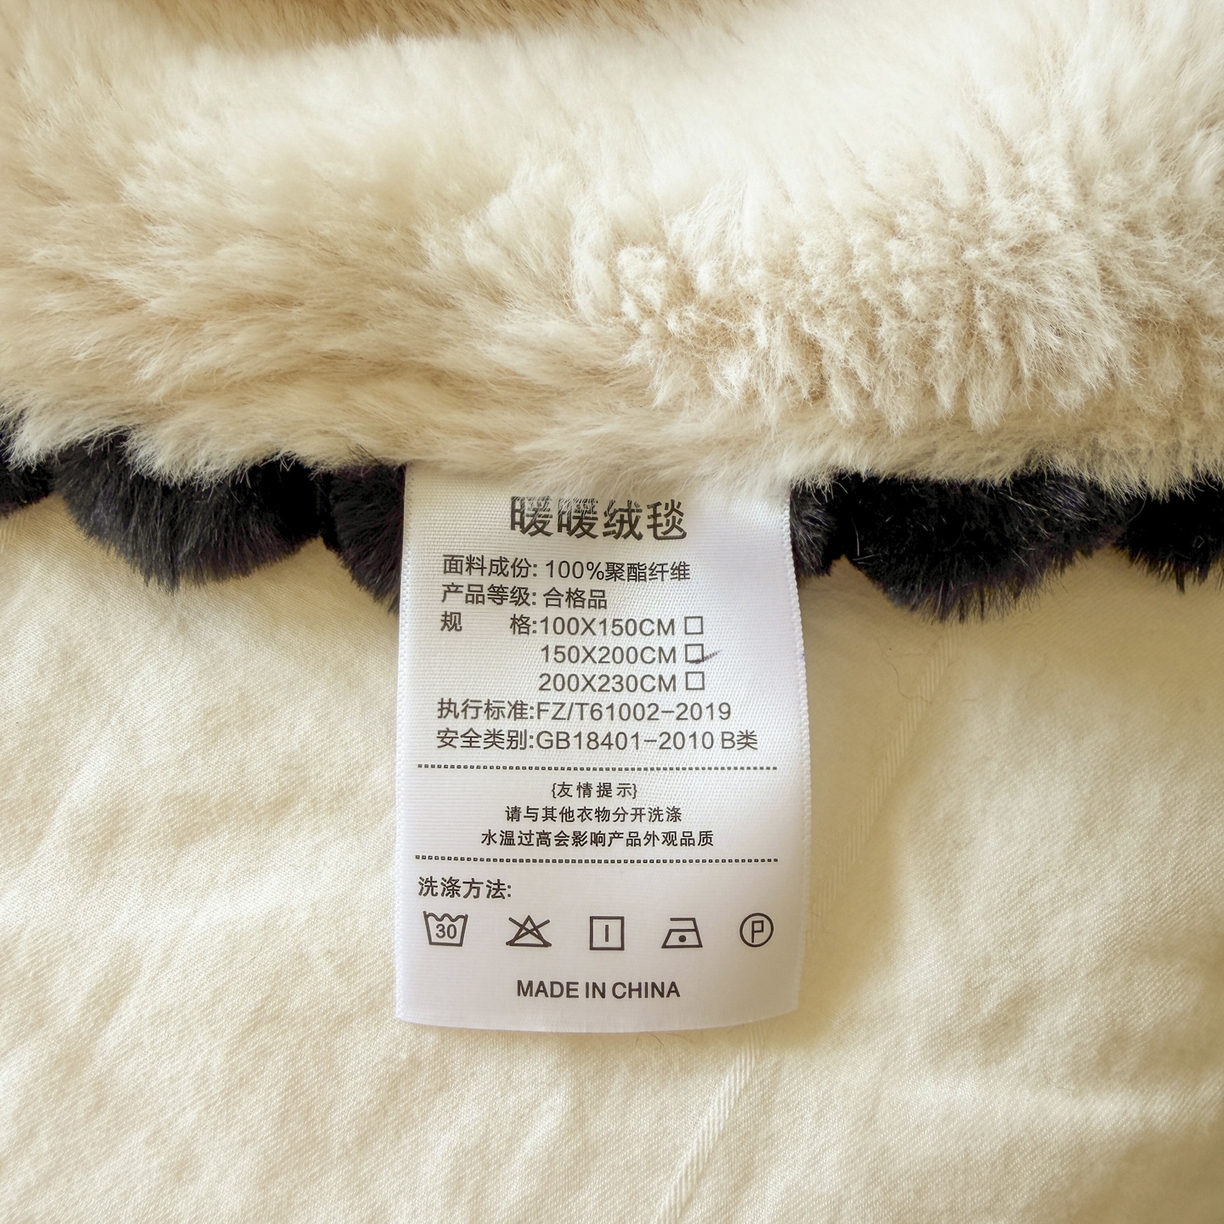 暖暖绒毯
面料成份: 100%聚酯纤维
产品等级: 合格品
规 格:100X150CM □
150X200CM □✓
200X230CM □
执行标准:FZ/T61002-2019
安全类别:GB18401-2010 B类
{友情提示}
请与其他衣物分开洗涤
水温过高会影响产品外观品质
洗涤方法:
30 P
MADE IN CHINA